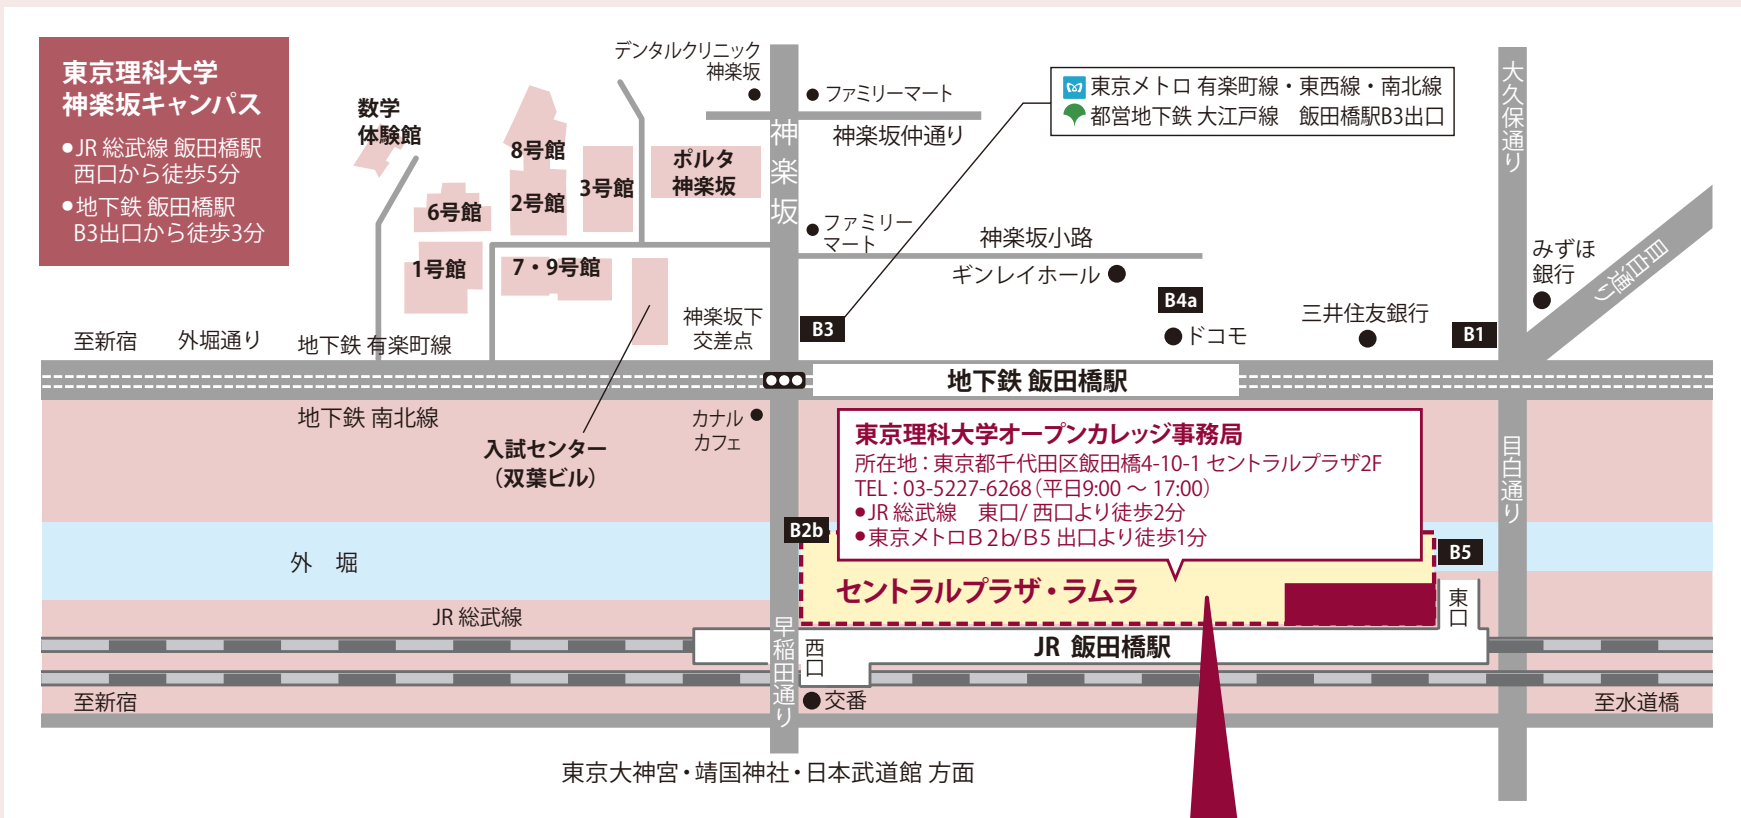 東京理科大学
神楽坂キャンパス
●JR 総武線 飯田橋駅
西口から徒歩5分
●地下鉄 飯田橋駅
B3出口から徒歩3分
数学
体験館
8号館
2号館
3号館
6号館
1号館
7・9号館
ポルタ
神楽坂
デンタルクリニック
神楽坂
ファミリーマート
神楽坂仲通り
神楽坂
東京メトロ 有楽町線・東西線・南北線
都営地下鉄 大江戸線 飯田橋駅B3出口
大久保通り
ファミリー
マート
神楽坂小路
ギンレイホール
みずほ
銀行
目白通り
B4a
ドコモ
三井住友銀行
B1
B3
神楽坂下
交差点
至新宿
外堀通り
地下鉄 有楽町線
地下鉄 飯田橋駅
地下鉄 南北線
カナル
カフェ
入試センター
(双葉ビル)
東京理科大学オープンカレッジ事務局
所在地：東京都千代田区飯田橋4-10-1 セントラルプラザ2F
TEL：03-5227-6268(平日9:00 ～ 17:00)
●JR 総武線 東口/ 西口より徒歩2分
●東京メトロB 2b/B5 出口より徒歩1分
目白通り
B2b
B5
外 堀
セントラルプラザ・ラムラ
東口
JR 総武線
早稲田通り
西口
JR 飯田橋駅
至新宿
交番
至水道橋
東京大神宮・靖国神社・日本武道館 方面